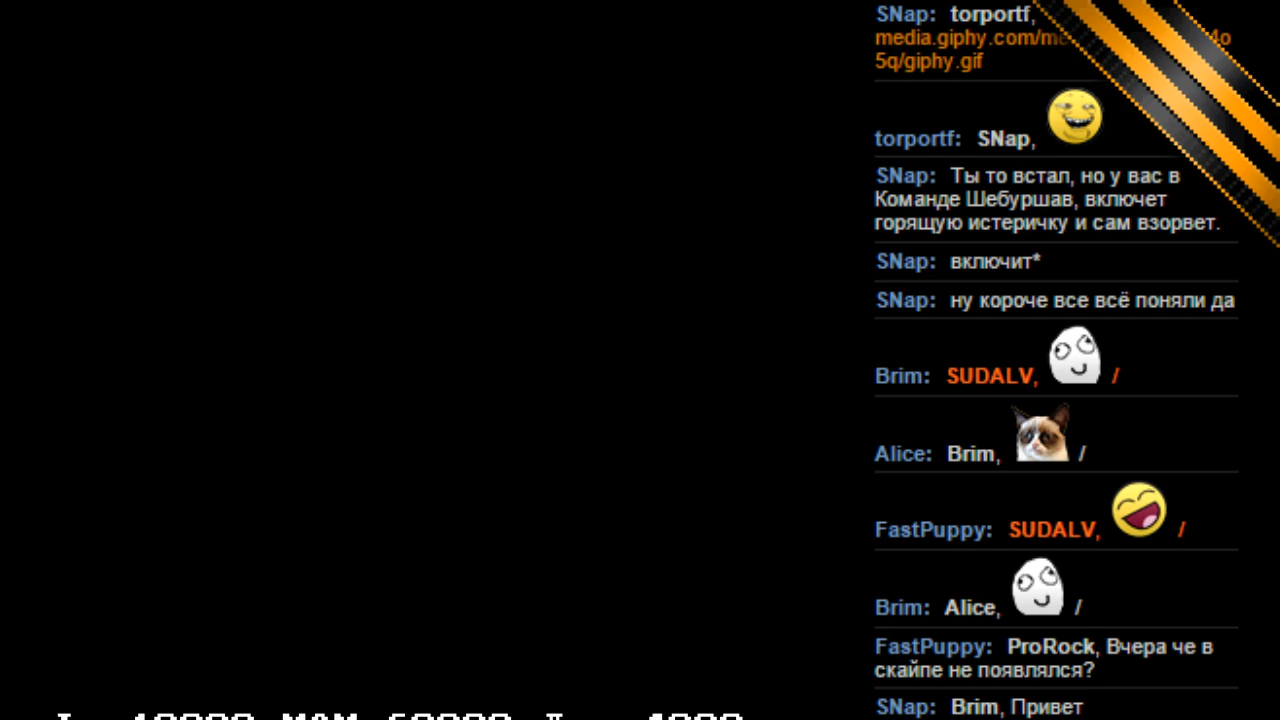 SNap: torportf,
media.giphy.com/me
4o
5q/giphy.gif
torportf: SNap,
SNap: Ты то встал, но у вас в
Команде Шебуршав, включет
горящую истеричку и сам взорвет.
SNap: включит*
SNap: ну короче все всё поняли да
Brim: SUDALV, /
Alice: Brim, /
FastPuppy: SUDALV, /
Brim: Alice, /
FastPuppy: ProRock, Вчера че в
скайпе не появлялся?
SNap: Brim, Привет